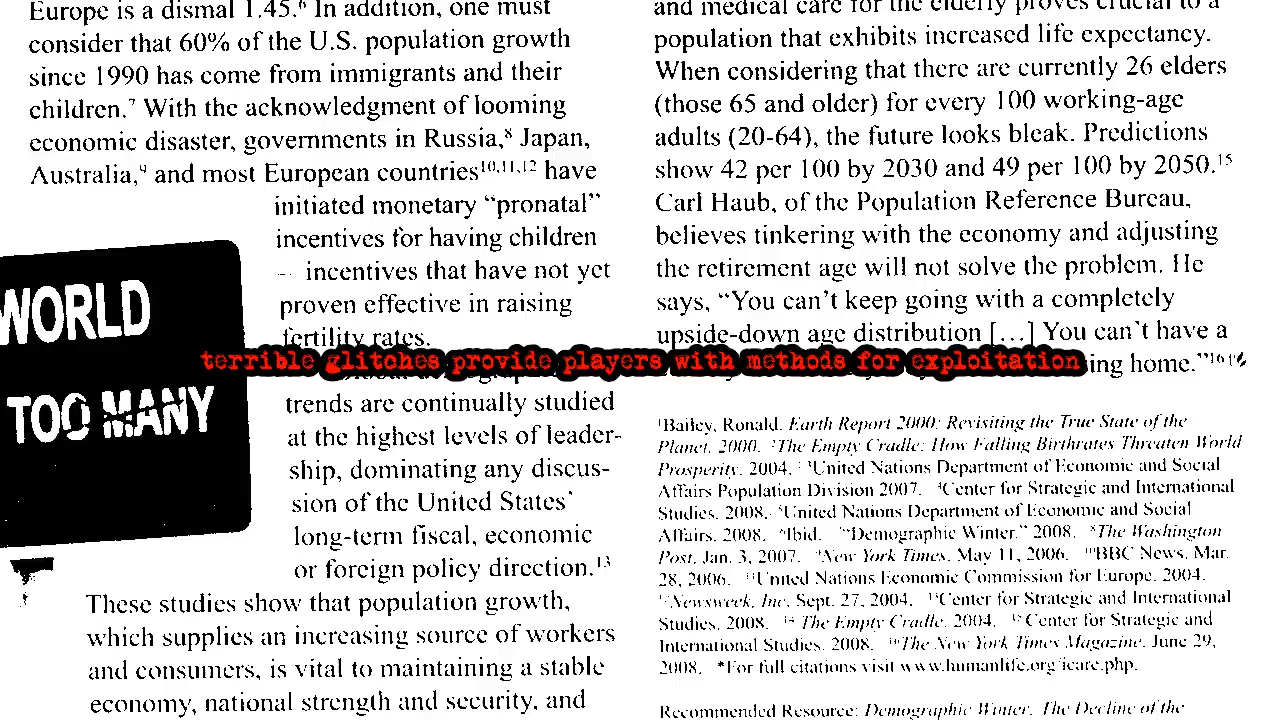 Europe is a dismal 1.45.⁶ In addition, one must
consider that 60% of the U.S. population growth
since 1990 has come from immigrants and their
children.⁷ With the acknowledgment of looming
economic disaster, governments in Russia,⁸ Japan,
Australia,⁹ and most European countries¹⁰,¹¹,¹² have
initiated monetary “pronatal”
incentives for having children
– incentives that have not yet
proven effective in raising
fertility rates.
trends are continually studied
at the highest levels of leader-
ship, dominating any discus-
sion of the United States’
long-term fiscal, economic
or foreign policy direction.¹³
These studies show that population growth,
which supplies an increasing source of workers
and consumers, is vital to maintaining a stable
economy, national strength and security, and
WORLD
TOO MANY
terrible glitches provide players with methods for exploitation
and medical care for the elderly proves crucial to a
population that exhibits increased life expectancy.
When considering that there are currently 26 elders
(those 65 and older) for every 100 working-age
adults (20-64), the future looks bleak. Predictions
show 42 per 100 by 2030 and 49 per 100 by 2050.¹⁵
Carl Haub, of the Population Reference Bureau,
believes tinkering with the economy and adjusting
the retirement age will not solve the problem. He
says, “You can’t keep going with a completely
upside-down age distribution [...] You can’t have a
ing home.”
¹Bailey, Ronald. Earth Report 2000: Revisiting the True State of the
Planet. 2000. ²The Empty Cradle: How Falling Birthrates Threaten World
Prosperity. 2004. ³United Nations Department of Economic and Social
Affairs Population Division 2007. ⁴Center for Strategic and International
Studies. 2008. ⁵United Nations Department of Economic and Social
Affairs. 2008. ⁶Ibid. ⁷“Demographic Winter.” 2008. ⁸The Washington
Post, Jan. 3, 2007. ⁹New York Times, May 11, 2006. ¹⁰BBC News, Mar.
28, 2006. ¹¹United Nations Economic Commission for Europe. 2004.
¹²Newsweek, Inc. Sept. 27, 2004. ¹³Center for Strategic and International
Studies. 2008. ¹⁴ The Empty Cradle. 2004. ¹⁵Center for Strategic and
International Studies. 2008. ¹⁶The New York Times Magazine. June 29,
2008. *For full citations visit www.humanlife.org/icare.php.
Recommended Resource: Demographic Winter, The Decline of the